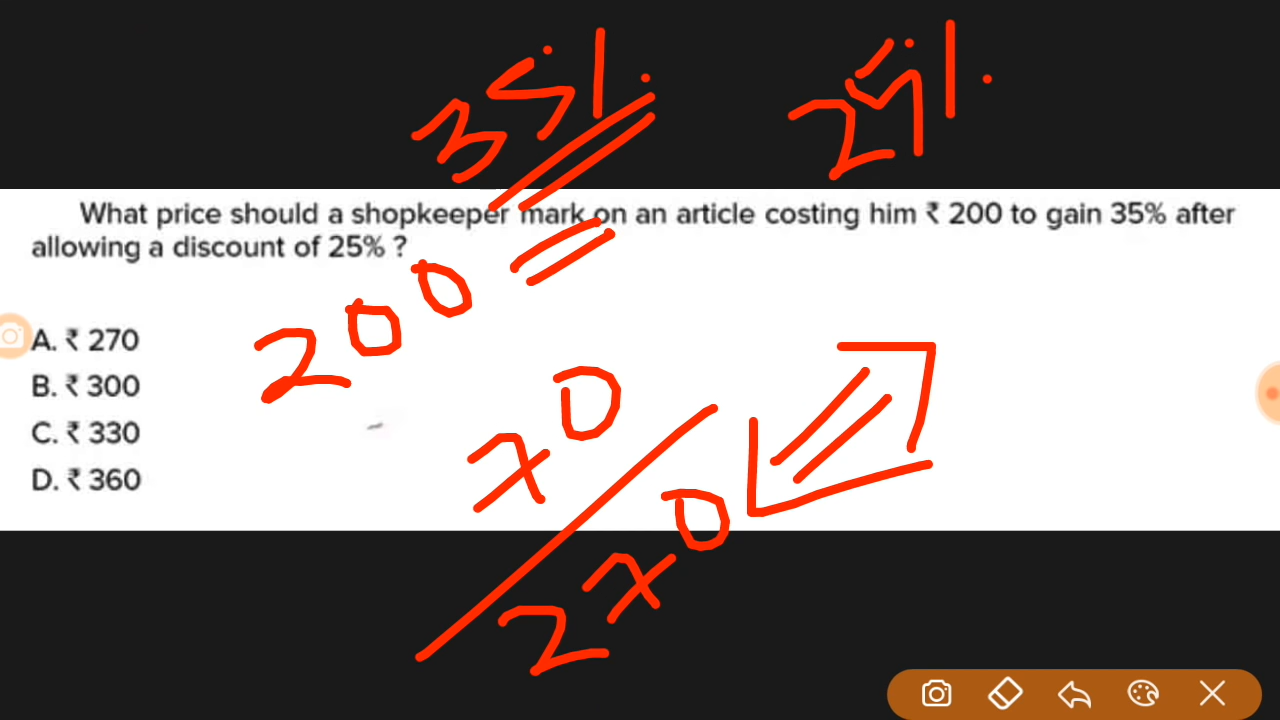 35%
25%
What price should a shopkeeper mark on an article costing him ₹ 200 to gain 35% after
allowing a discount of 25% ?
200
A. ₹ 270
B. ₹ 300
70
C. ₹ 330
D. ₹ 360
270